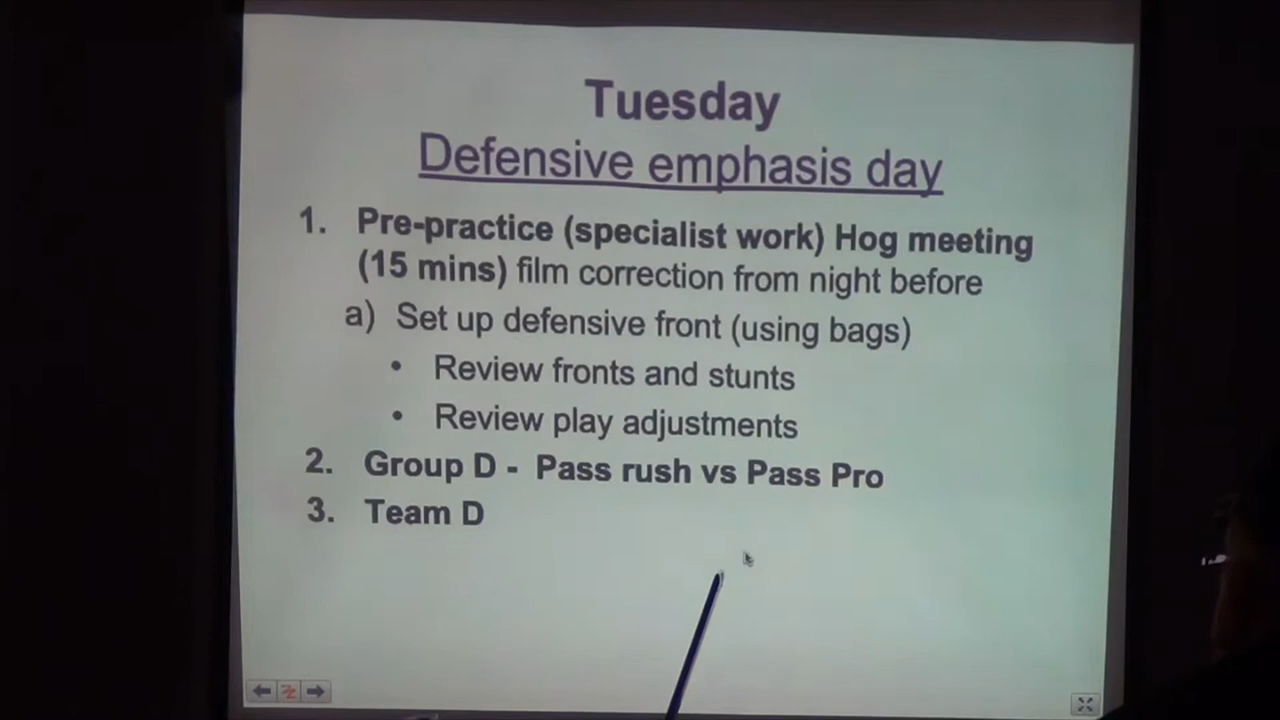 Tuesday
Defensive emphasis day
1. Pre-practice (specialist work) Hog meeting
(15 mins) film correction from night before
a) Set up defensive front (using bags)
• Review fronts and stunts
• Review play adjustments
2. Group D - Pass rush vs Pass Pro
3. Team D